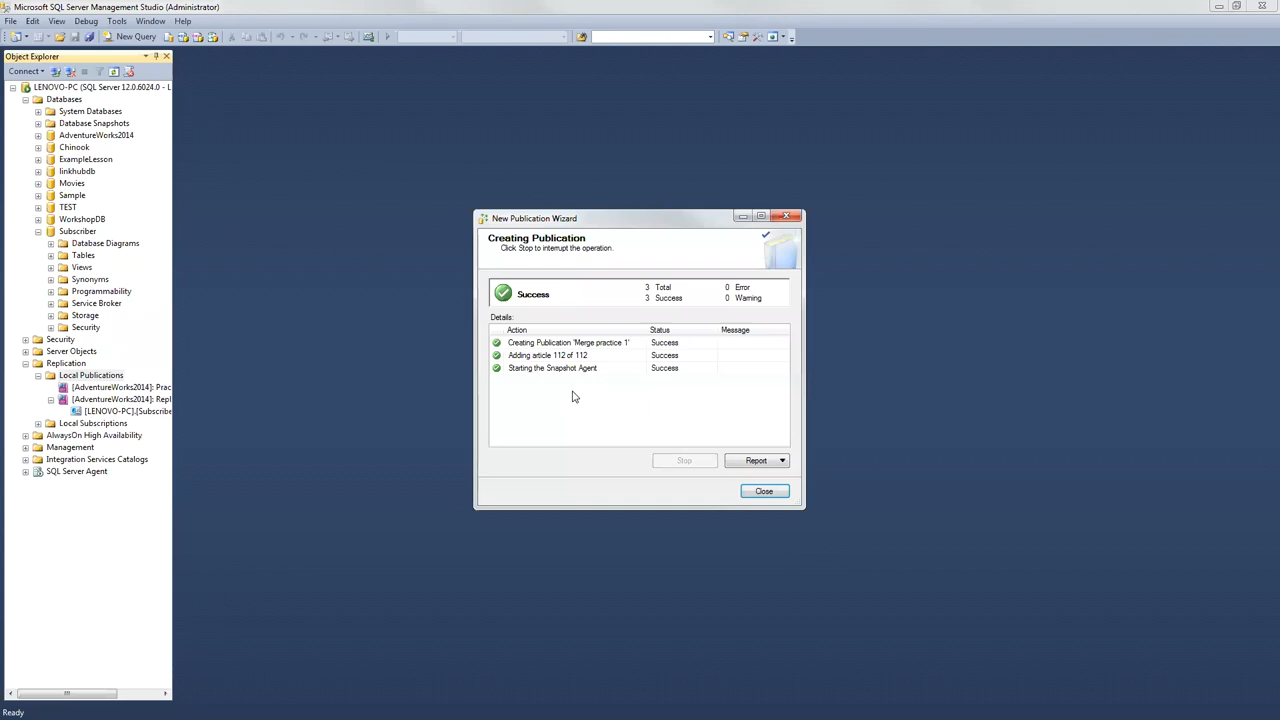 Microsoft SQL Server Management Studio (Administrator)
File Edit View Debug Tools Window Help
New Query
Object Explorer
Connect
LENOVO-PC (SQL Server 12.0.6024.0 - L
Databases
System Databases
Database Snapshots
AdventureWorks2014
Chinook
ExampleLesson
linkhubdb
Movies
Sample
TEST
WorkshopDB
Subscriber
Database Diagrams
Tables
Views
Synonyms
Programmability
Service Broker
Storage
Security
Security
Server Objects
Replication
Local Publications
[AdventureWorks2014]: Prac
[AdventureWorks2014]: Repl
[LENOVO-PC].[Subscribe
Local Subscriptions
AlwaysOn High Availability
Management
Integration Services Catalogs
SQL Server Agent
New Publication Wizard
Creating Publication
Click Stop to interrupt the operation.
Success
3 Total 0 Error
3 Success 0 Warning
Details:
Action Status Message
Creating Publication 'Merge practice 1' Success
Adding article 112 of 112 Success
Starting the Snapshot Agent Success
Stop Report
Close
Ready